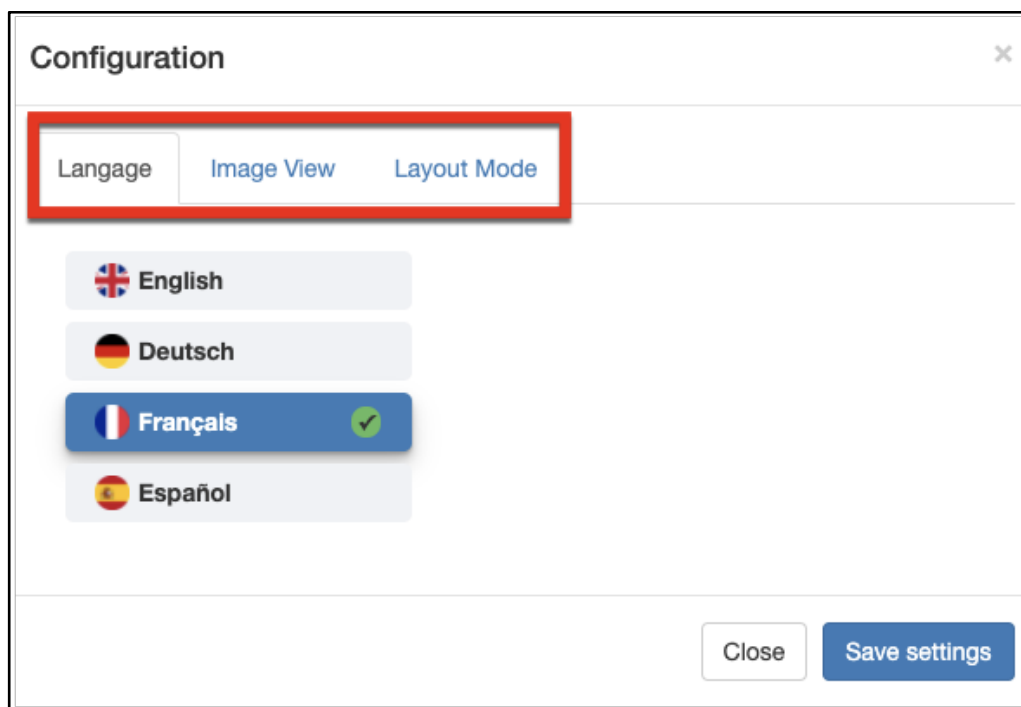 Configuration ×
Langage Image View Layout Mode
English
Deutsch
Français
Español
Close Save settings